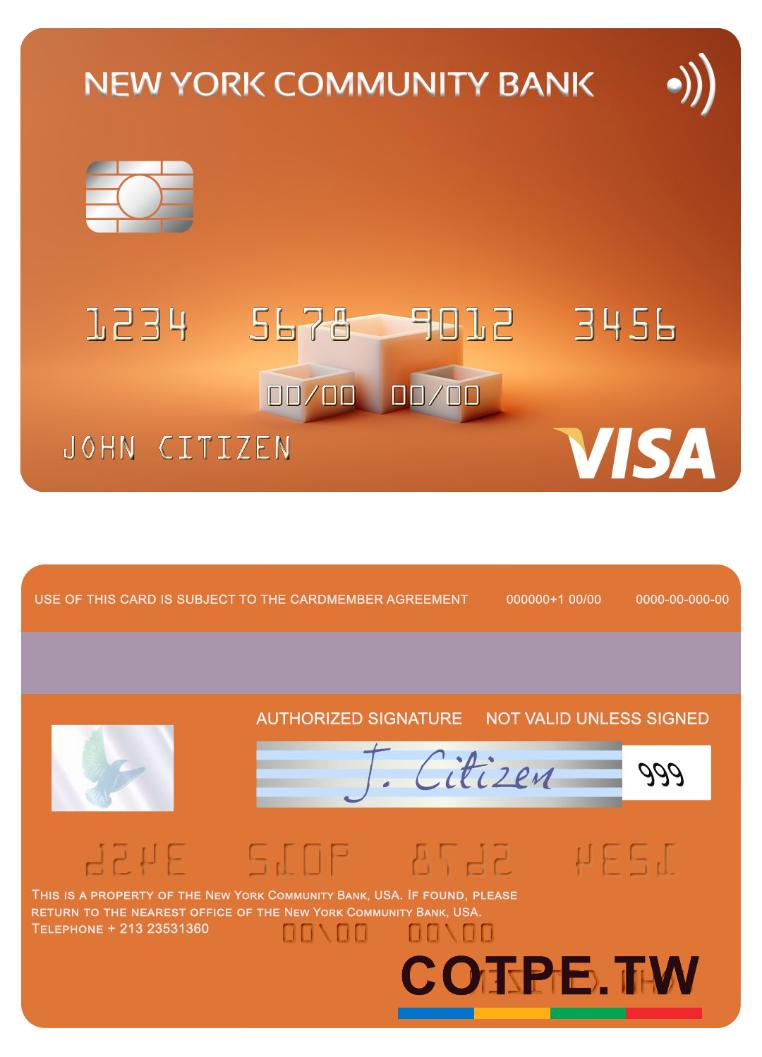 NEW YORK COMMUNITY BANK
1234 5678 9012 3456
00/00 00/00
JOHN CITIZEN
VISA
USE OF THIS CARD IS SUBJECT TO THE CARDMEMBER AGREEMENT 000000+1 00/00 0000-00-000-00
AUTHORIZED SIGNATURE NOT VALID UNLESS SIGNED
J. Citizen 999
THIS IS A PROPERTY OF THE NEW YORK COMMUNITY BANK, USA. IF FOUND, PLEASE
RETURN TO THE NEAREST OFFICE OF THE NEW YORK COMMUNITY BANK, USA.
TELEPHONE + 213 23531360
COTPE.TW